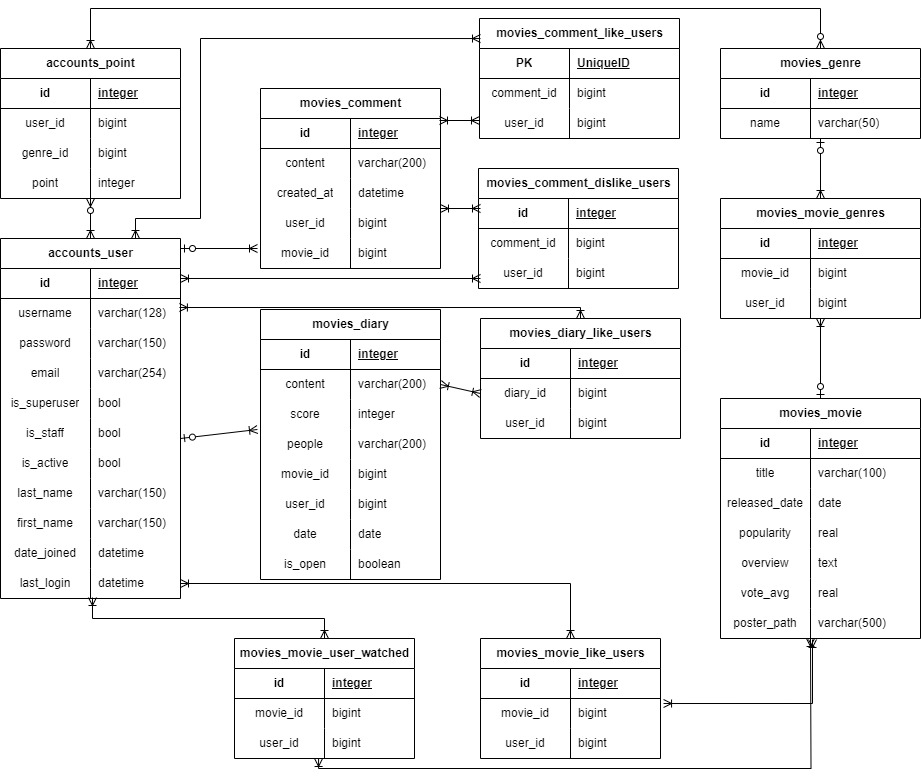 accounts_point
id integer
user_id bigint
genre_id bigint
point integer
movies_comment
id integer
content varchar(200)
created_at datetime
user_id bigint
movie_id bigint
movies_comment_like_users
PK UniqueID
comment_id bigint
user_id bigint
movies_genre
id integer
name varchar(50)
movies_comment_dislike_users
id integer
comment_id bigint
user_id bigint
movies_movie_genres
id integer
movie_id bigint
user_id bigint
accounts_user
id integer
username varchar(128)
password varchar(150)
email varchar(254)
is_superuser bool
is_staff bool
is_active bool
last_name varchar(150)
first_name varchar(150)
date_joined datetime
last_login datetime
movies_diary
id integer
content varchar(200)
score integer
people varchar(200)
movie_id bigint
user_id bigint
date date
is_open boolean
movies_diary_like_users
id integer
diary_id bigint
user_id bigint
movies_movie
id integer
title varchar(100)
released_date date
popularity real
overview text
vote_avg real
poster_path varchar(500)
movies_movie_user_watched
id integer
movie_id bigint
user_id bigint
movies_movie_like_users
id integer
movie_id bigint
user_id bigint